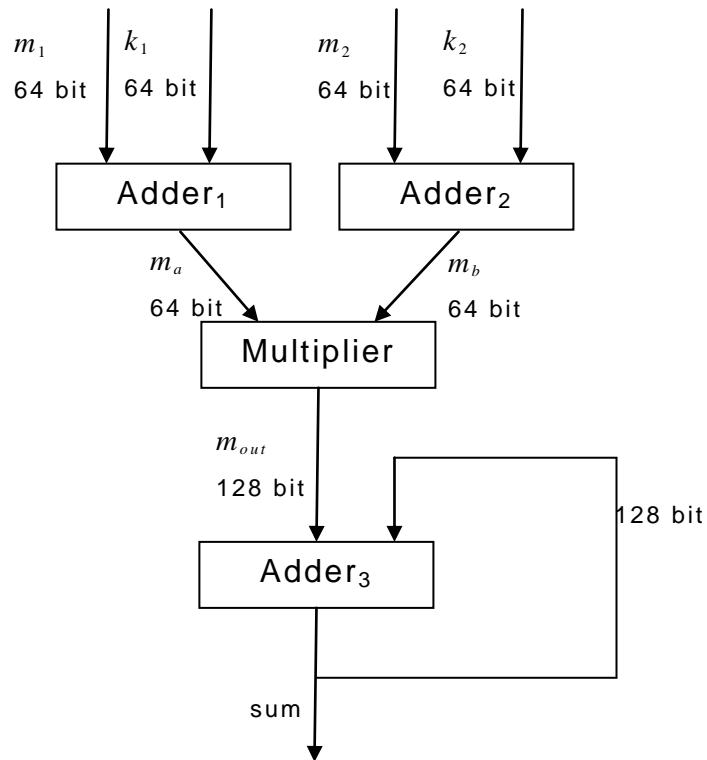 m1 k1 m2 k2
64 bit 64 bit 64 bit 64 bit
Adder1 Adder2
ma mb
64 bit 64 bit
Multiplier
mout
128 bit 128 bit
Adder3
sum